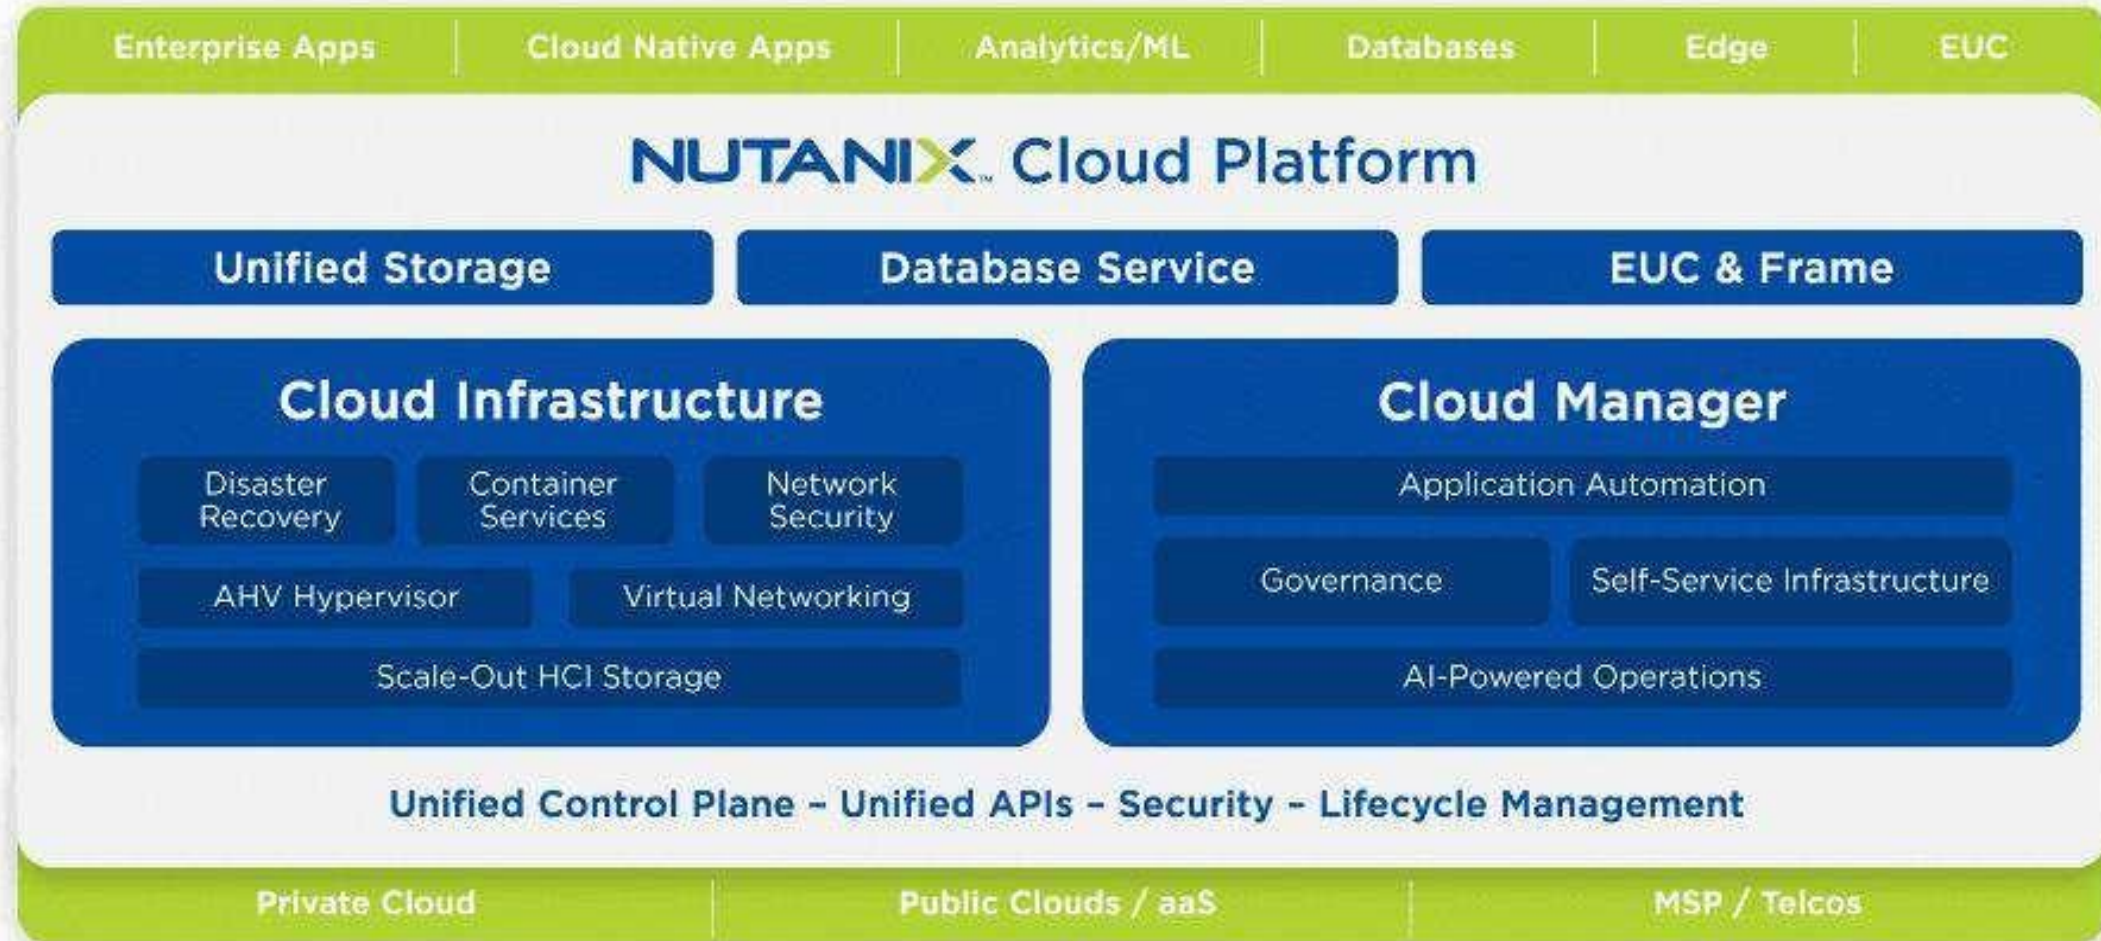 Enterprise Apps Cloud Native Apps Analytics/ML Databases Edge EUC
NUTANIX™ Cloud Platform
Unified Storage Database Service EUC & Frame
Cloud Infrastructure
Disaster
Recovery
Container
Services
Network
Security
AHV Hypervisor Virtual Networking
Scale-Out HCI Storage
Cloud Manager
Application Automation
Governance Self-Service Infrastructure
AI-Powered Operations
Unified Control Plane – Unified APIs – Security – Lifecycle Management
Private Cloud Public Clouds / aaS MSP / Telcos